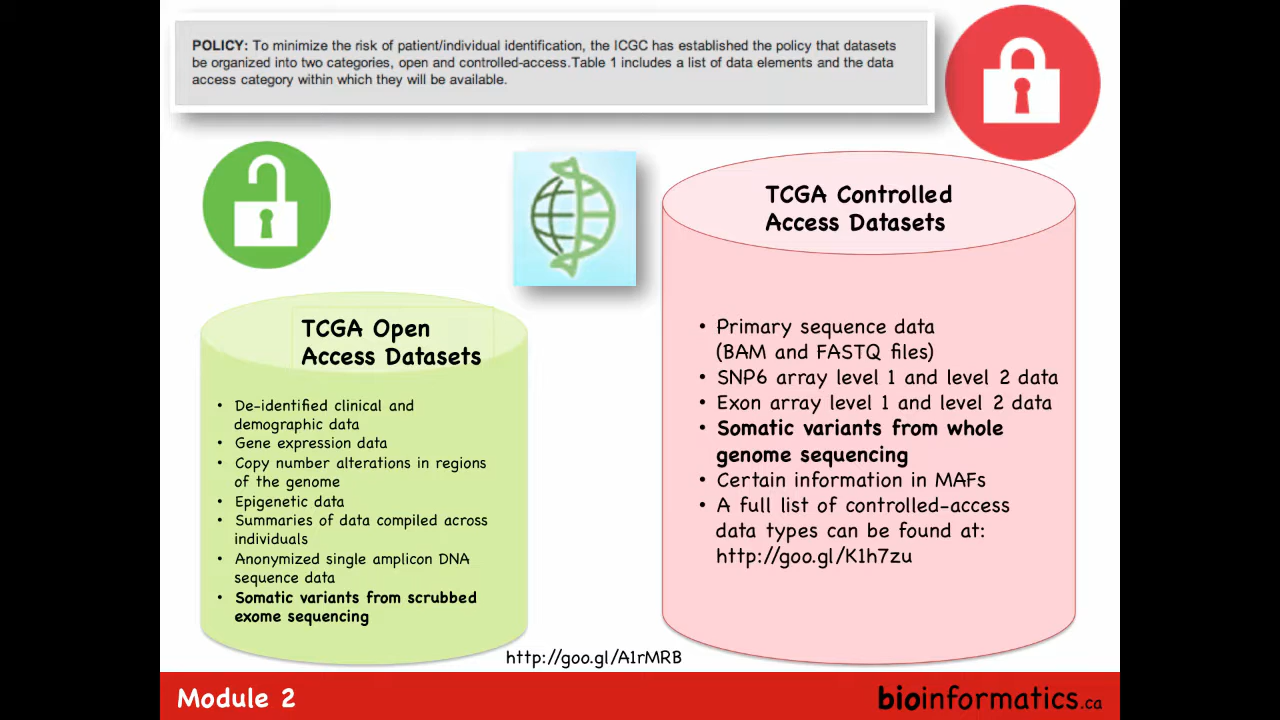 POLICY: To minimize the risk of patient/individual identification, the ICGC has established the policy that datasets
be organized into two categories, open and controlled-access.Table 1 includes a list of data elements and the data
access category within which they will be available.
TCGA Open
Access Datasets
• De-identified clinical and
demographic data
• Gene expression data
• Copy number alterations in regions
of the genome
• Epigenetic data
• Summaries of data compiled across
individuals
• Anonymized single amplicon DNA
sequence data
• Somatic variants from scrubbed
exome sequencing
TCGA Controlled
Access Datasets
• Primary sequence data
(BAM and FASTQ files)
• SNP6 array level 1 and level 2 data
• Exon array level 1 and level 2 data
• Somatic variants from whole
genome sequencing
• Certain information in MAFs
• A full list of controlled-access
data types can be found at:
http://goo.gl/K1h7zu
http://goo.gl/A1rMRB
Module 2
bioinformatics.ca